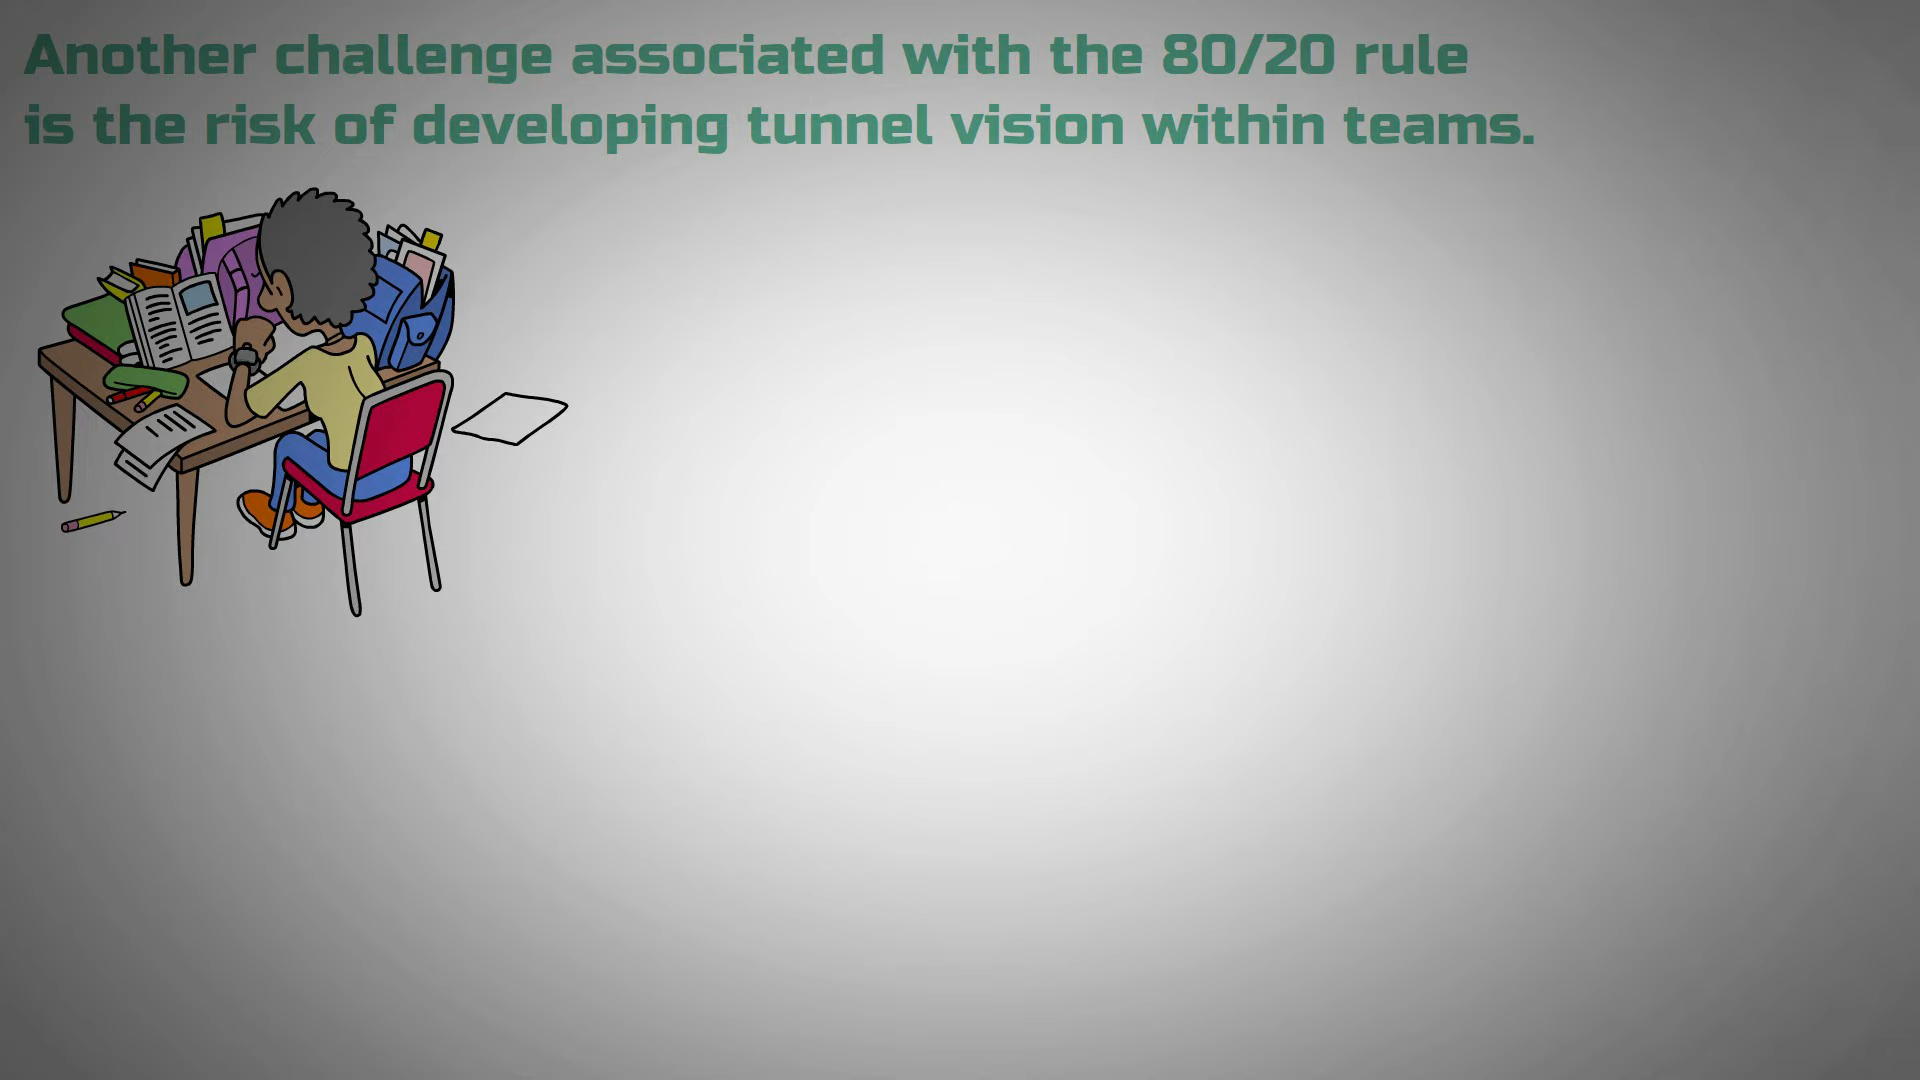 Another challenge associated with the 80/20 rule
is the risk of developing tunnel vision within teams.